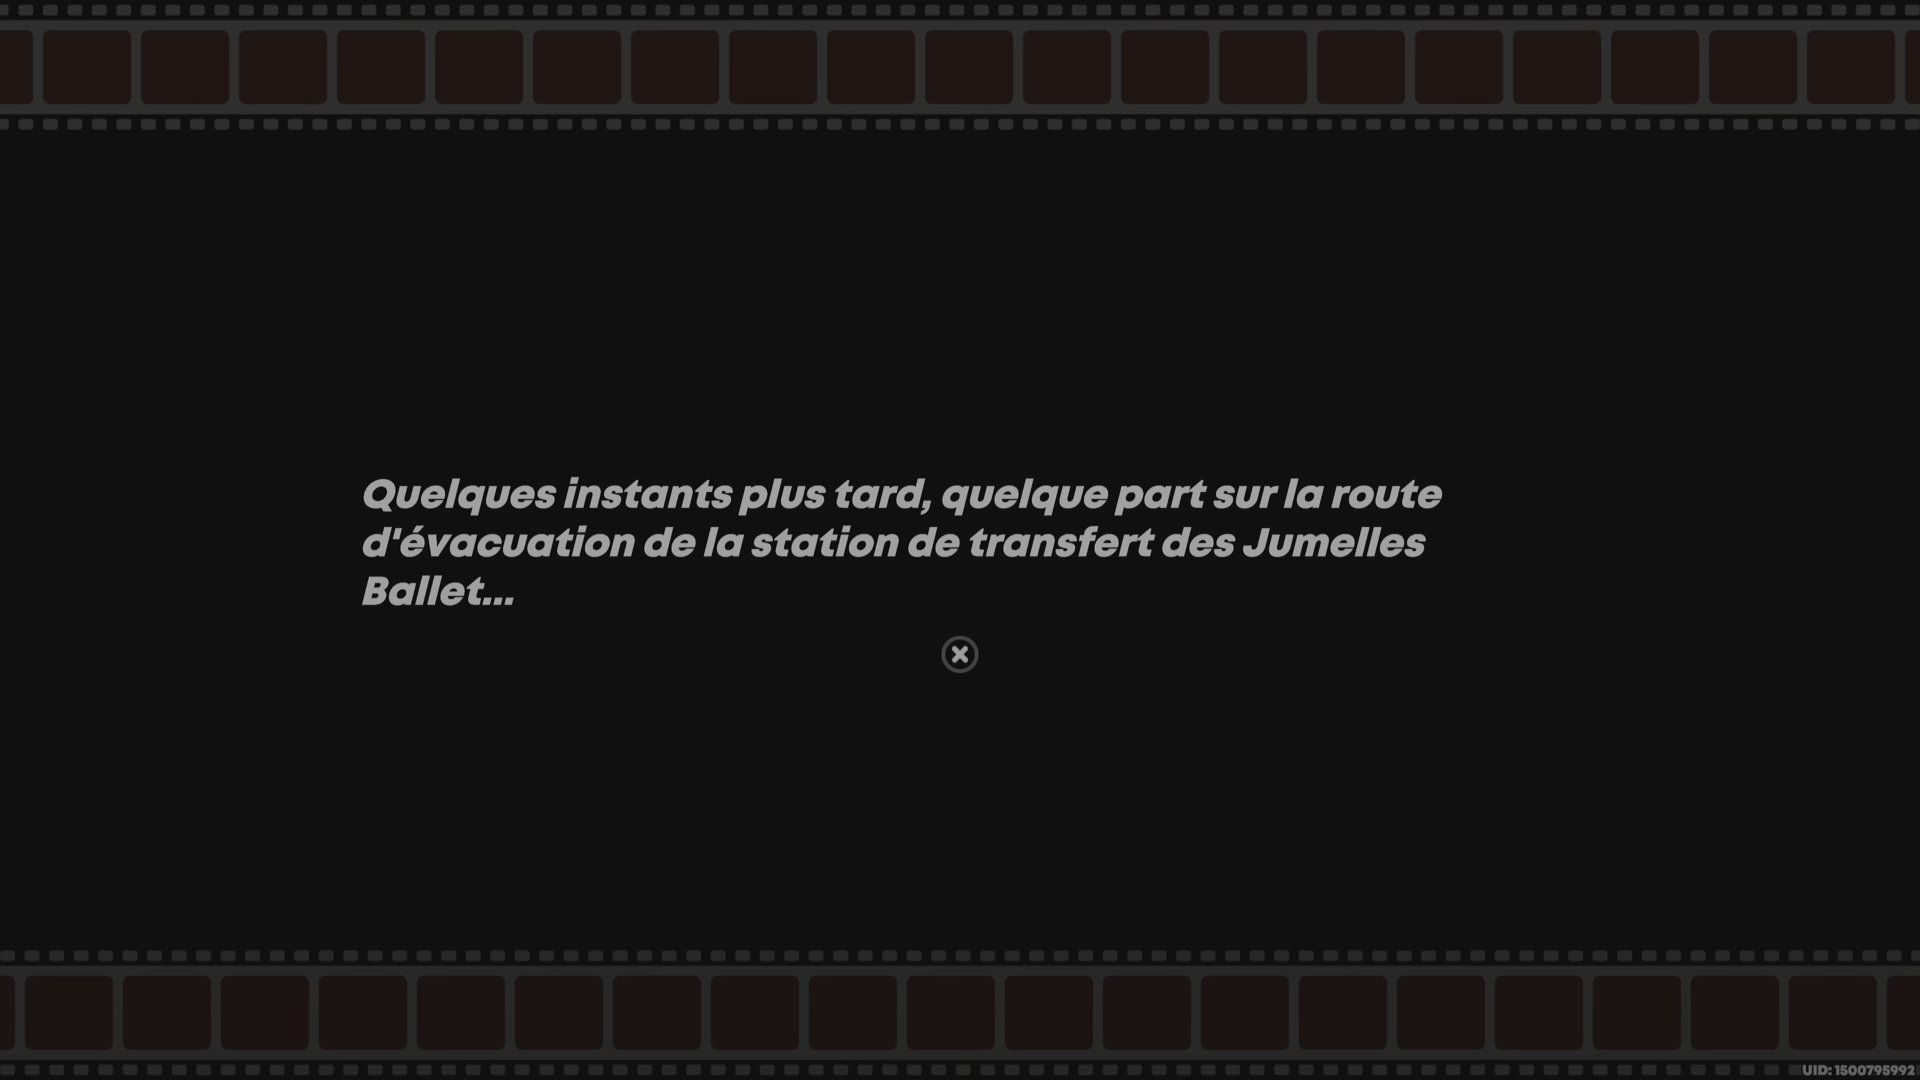 Quelques instants plus tard, quelque part sur la route
d'évacuation de la station de transfert des Jumelles
Ballet...
UID: 1500795992